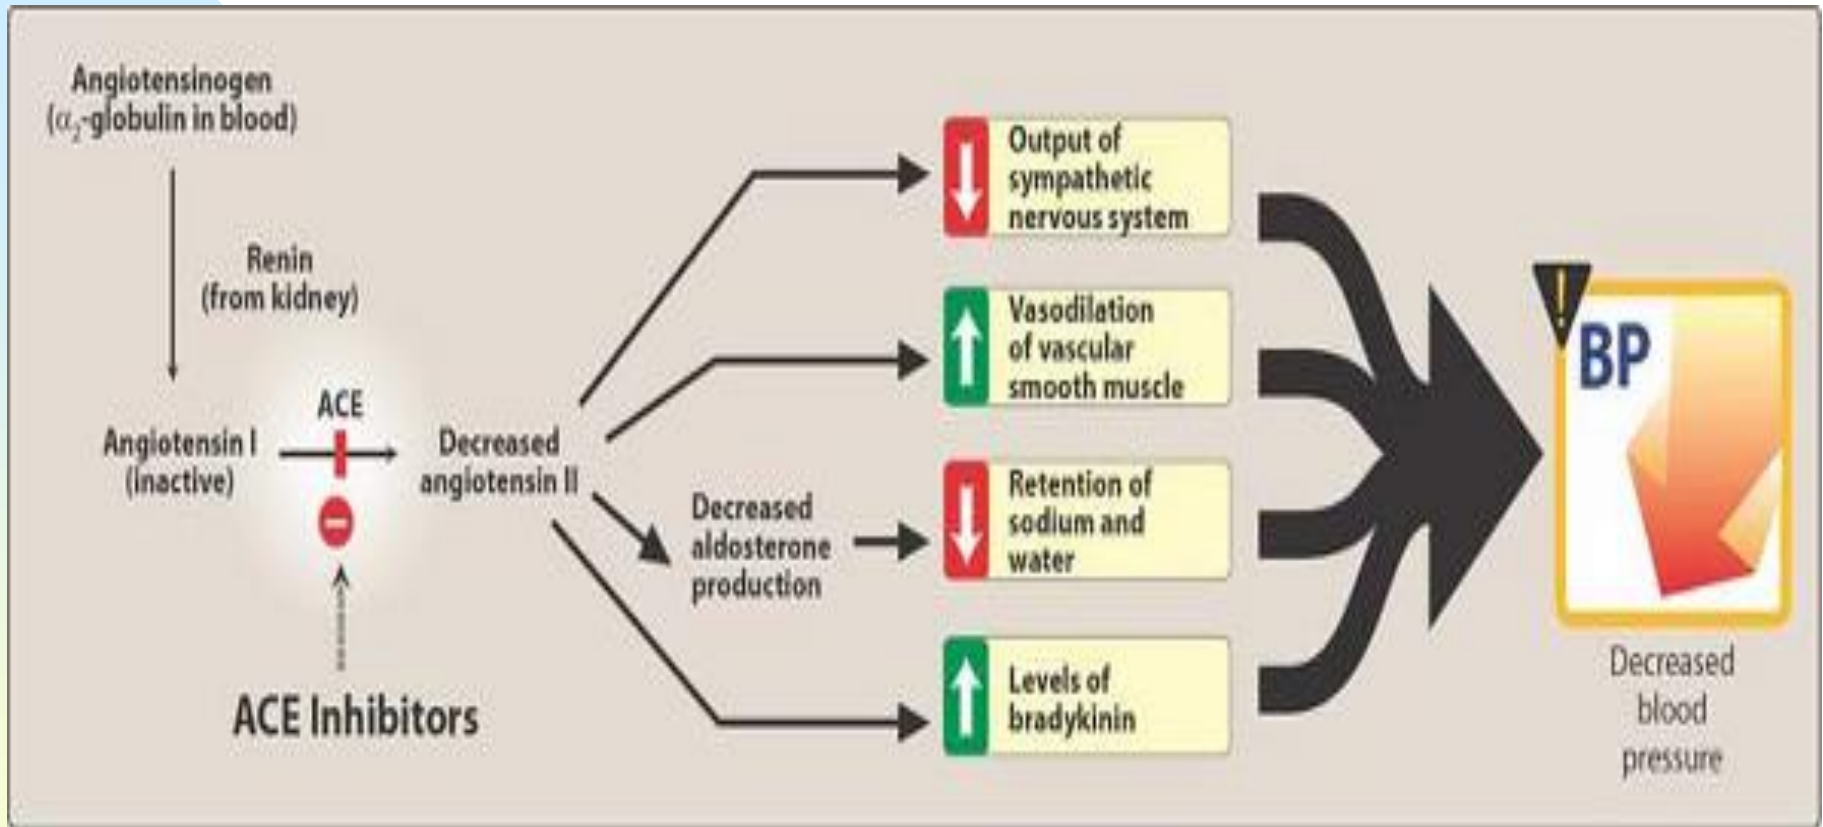 Angiotensinogen
(α₂-globulin in blood)
Renin
(from kidney)
ACE
Angiotensin I
(inactive)
Decreased
angiotensin II
ACE Inhibitors
Decreased
aldosterone
production
Output of
sympathetic
nervous system
Vasodilation
of vascular
smooth muscle
Retention of
sodium and
water
Levels of
bradykinin
!
BP
Decreased
blood
pressure